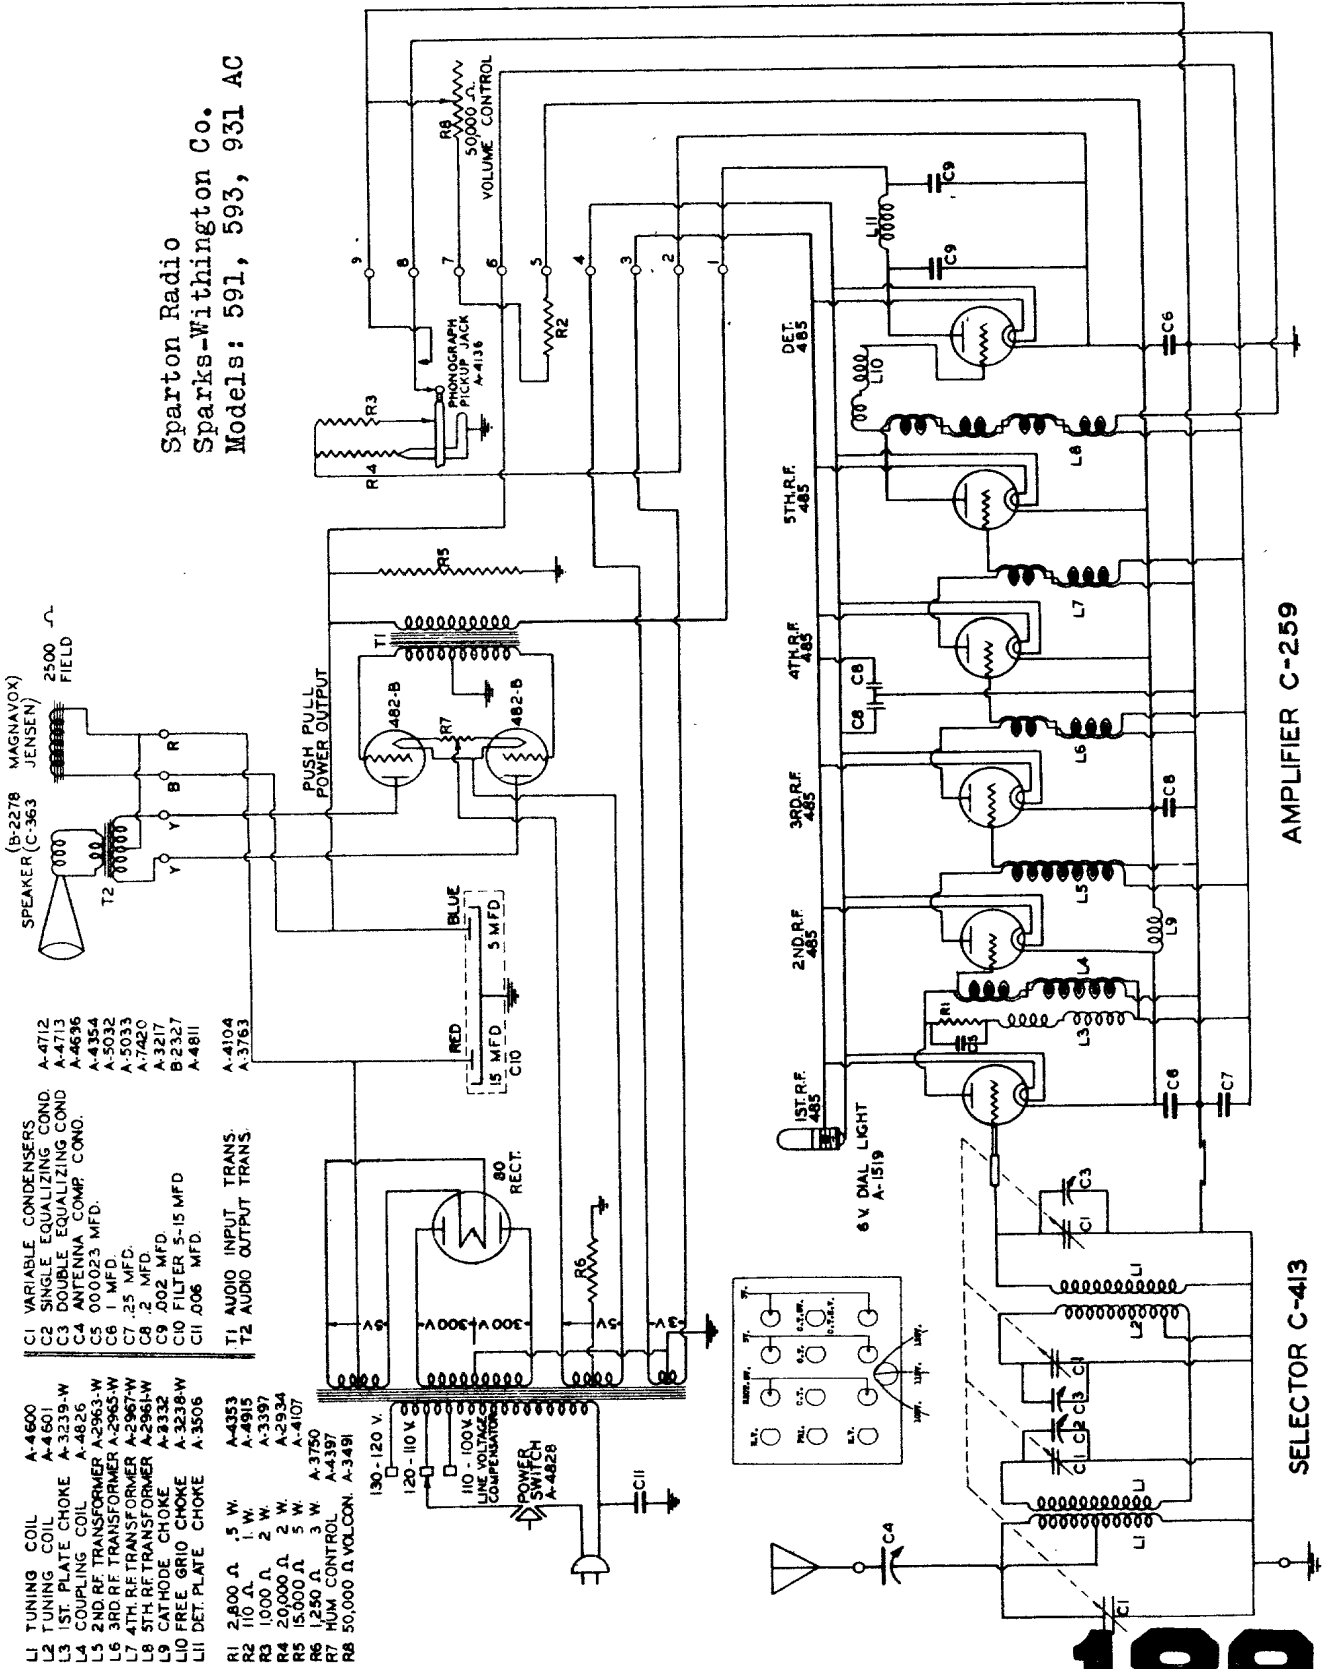 Sparton Radio
Sparks-Withington Co.
Models: 591, 593, 931 AC
L1 TUNING COIL A-4600
L2 TUNING COIL A-4601
L3 1ST. PLATE CHOKE A-3239-W
L4 COUPLING COIL A-4826
L5 2ND. R.F. TRANSFORMER A-2963-W
L6 3RD. R.F. TRANSFORMER A-2965-W
L7 4TH. R.F. TRANSFORMER A-2967-W
L8 5TH. R.F. TRANSFORMER A-2961-W
L9 CATHODE CHOKE A-3332
L10 FREE GRID CHOKE A-3238-W
L11 DET. PLATE CHOKE A-3506
R1 2,800 Ω .5 W. A-4353
R2 110 Ω 1 W. A-4915
R3 1,000 Ω 2 W. A-3397
R4 20,000 Ω 2 W. A-2934
R5 15,000 Ω 5 W. A-4107
R6 1,250 Ω 3 W. A-3750
R7 HUM CONTROL A-4397
R8 50,000 Ω VOL.CON. A-3491
C1 VARIABLE CONDENSERS A-4712
C2 SINGLE EQUALIZING COND. A-4713
C3 DOUBLE EQUALIZING COND A-4696
C4 ANTENNA COMP. COND. A-4354
C5 .000023 MFD. A-5032
C6 1 MFD. A-5033
C7 .25 MFD. A-7420
C8 .2 MFD. A-3217
C9 .002 MFD. B-2327
C10 FILTER 5-15 MFD A-4811
C11 .006 MFD.
T1 AUDIO INPUT TRANS. A-4104
T2 AUDIO OUTPUT TRANS. A-3763
SPEAKER (B-2278 MAGNAVOX)
(C-363 JENSEN)
2500 Ω
FIELD
T2
Y Y B R
PUSH PULL
POWER OUTPUT
482-B
R7
482-B
T1
R5
RED
BLUE
15 MFD
5 MFD
C10
80
RECT.
5V
300V
300V
5V
3V
R6
130-120 V.
120-110 V.
110-100 V.
LINE VOLTAGE
COMPENSATOR
POWER
SWITCH
A-4828
C11
R4
R3
PHONOGRAPH
PICKUP JACK
A-4136
R2
R8
50,000 Ω
VOLUME CONTROL
9
8
7
6
5
4
3
2
1
6 V. DIAL LIGHT
A-1519
1ST. R.F.
485
2ND. R.F.
485
3RD. R.F.
485
4TH. R.F.
485
5TH. R.F.
485
DET.
485
C5
R1
L3
L4
L9
L5
C8
L6
C8
C8
L7
L8
L10
L11
C9
C9
C6
C6
C7
AMPLIFIER C-259
C4
C1
L1
L1
C1
C2
C3
L2
L1
C1
C3
SELECTOR C-413